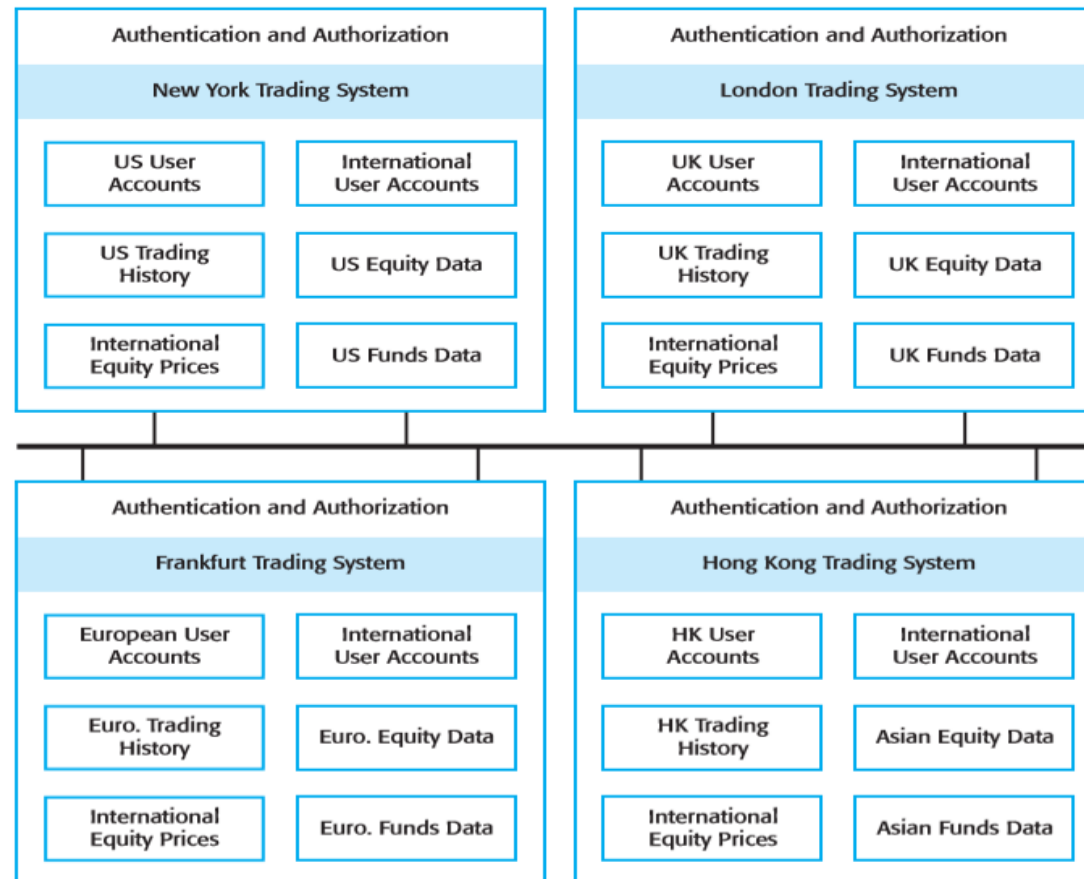 Authentication and Authorization
New York Trading System
US User
Accounts
International
User Accounts
US Trading
History
US Equity Data
International
Equity Prices
US Funds Data
Authentication and Authorization
London Trading System
UK User
Accounts
International
User Accounts
UK Trading
History
UK Equity Data
International
Equity Prices
UK Funds Data
Authentication and Authorization
Frankfurt Trading System
European User
Accounts
International
User Accounts
Euro. Trading
History
Euro. Equity Data
International
Equity Prices
Euro. Funds Data
Authentication and Authorization
Hong Kong Trading System
HK User
Accounts
International
User Accounts
HK Trading
History
Asian Equity Data
International
Equity Prices
Asian Funds Data